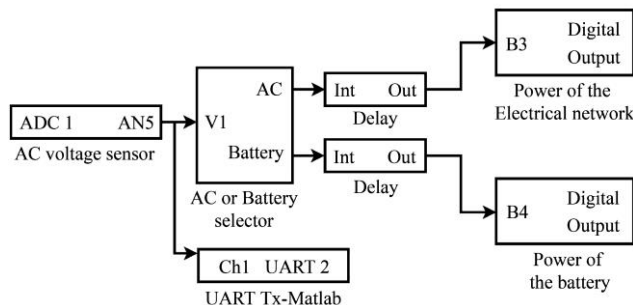 ADC 1 AN5
AC voltage sensor
V1
AC
Battery
AC or Battery
selector
Int Out
Delay
Int Out
Delay
B3
Digital
Output
Power of the
Electrical network
B4
Digital
Output
Power of
the battery
Ch1 UART 2
UART Tx-Matlab